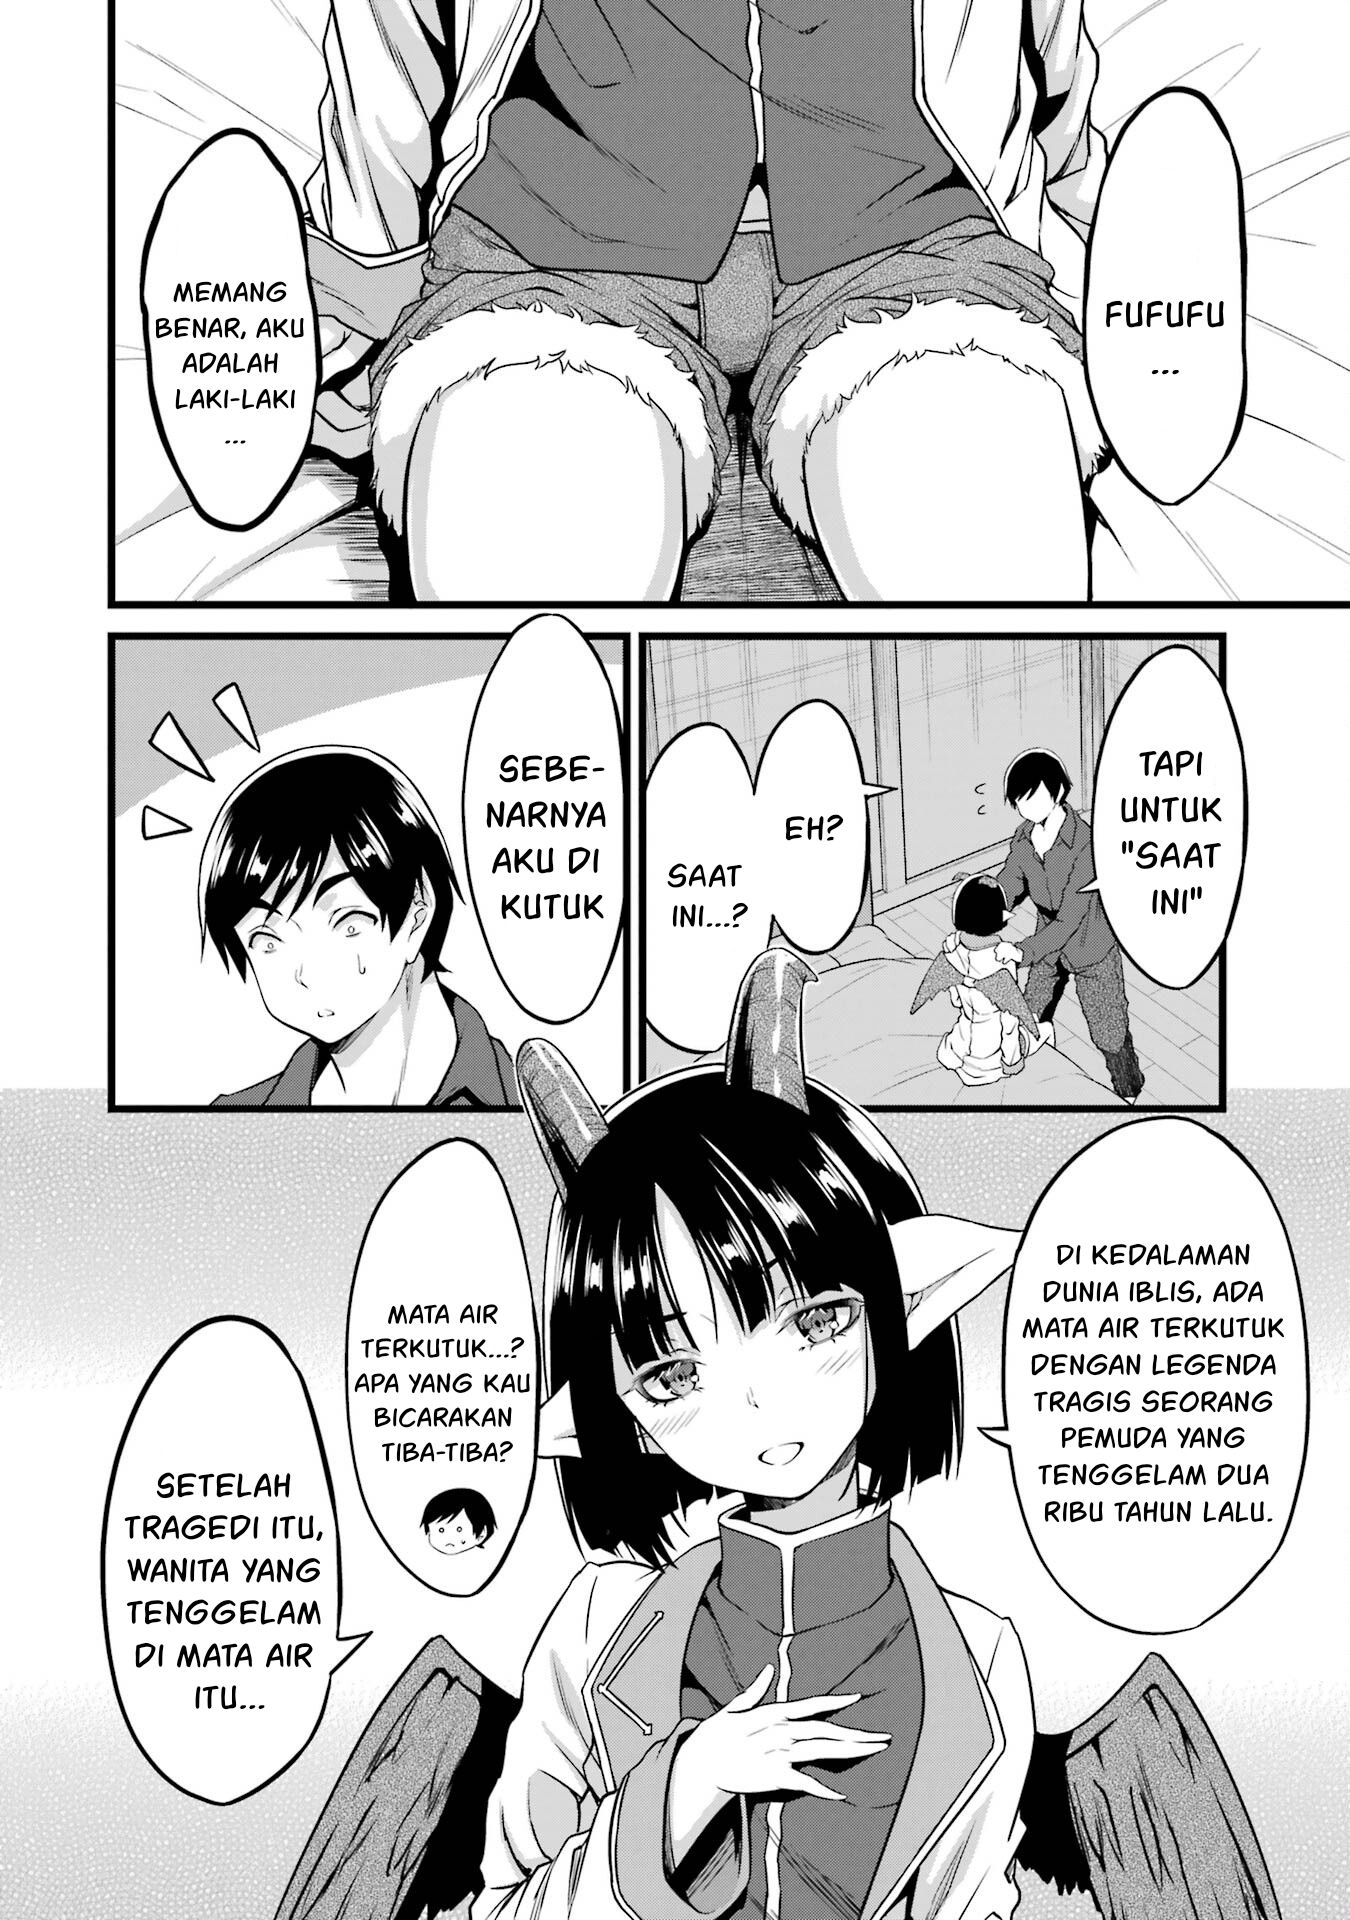 FUFUFU
...
MEMANG
BENAR, AKU
ADALAH
LAKI-LAKI
...
TAPI
UNTUK
"SAAT
INI"
EH?
SAAT
INI...?
SEBE-
NARNYA
AKU DI
KUTUK
DI KEDALAMAN
DUNIA IBLIS, ADA
MATA AIR TERKUTUK
DENGAN LEGENDA
TRAGIS SEORANG
PEMUDA YANG
TENGGELAM DUA
RIBU TAHUN LALU.
MATA AIR
TERKUTUK...?
APA YANG KAU
BICARAKAN
TIBA-TIBA?
SETELAH
TRAGEDI ITU,
WANITA YANG
TENGGELAM
DI MATA AIR
ITU...